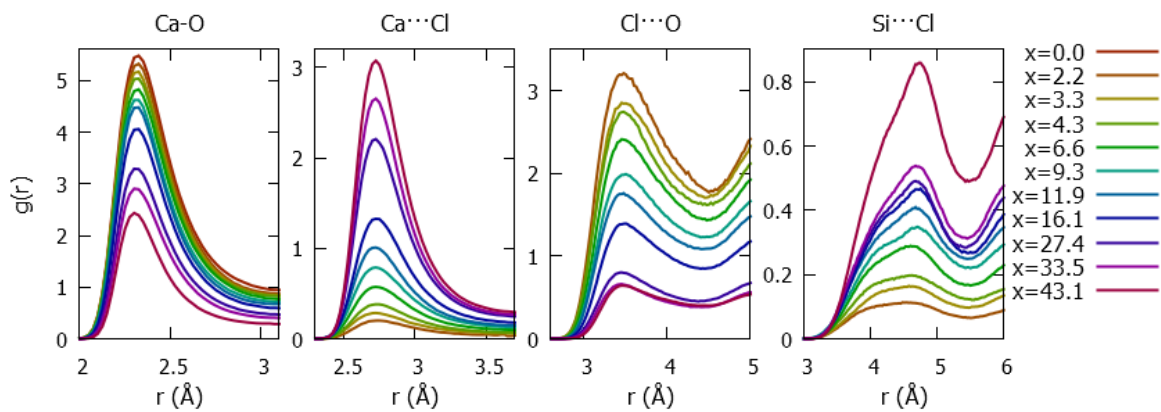 Ca-O
Ca⋯Cl
Cl⋯O
Si⋯Cl
g(r)
5
4
3
2
1
0
2
2.5
3
r (Å)
3
2
1
0
2.5
3
3.5
r (Å)
3
2
1
0
3
4
5
r (Å)
0.8
0.6
0.4
0.2
0
3
4
5
6
r (Å)
x=0.0
x=2.2
x=3.3
x=4.3
x=6.6
x=9.3
x=11.9
x=16.1
x=27.4
x=33.5
x=43.1